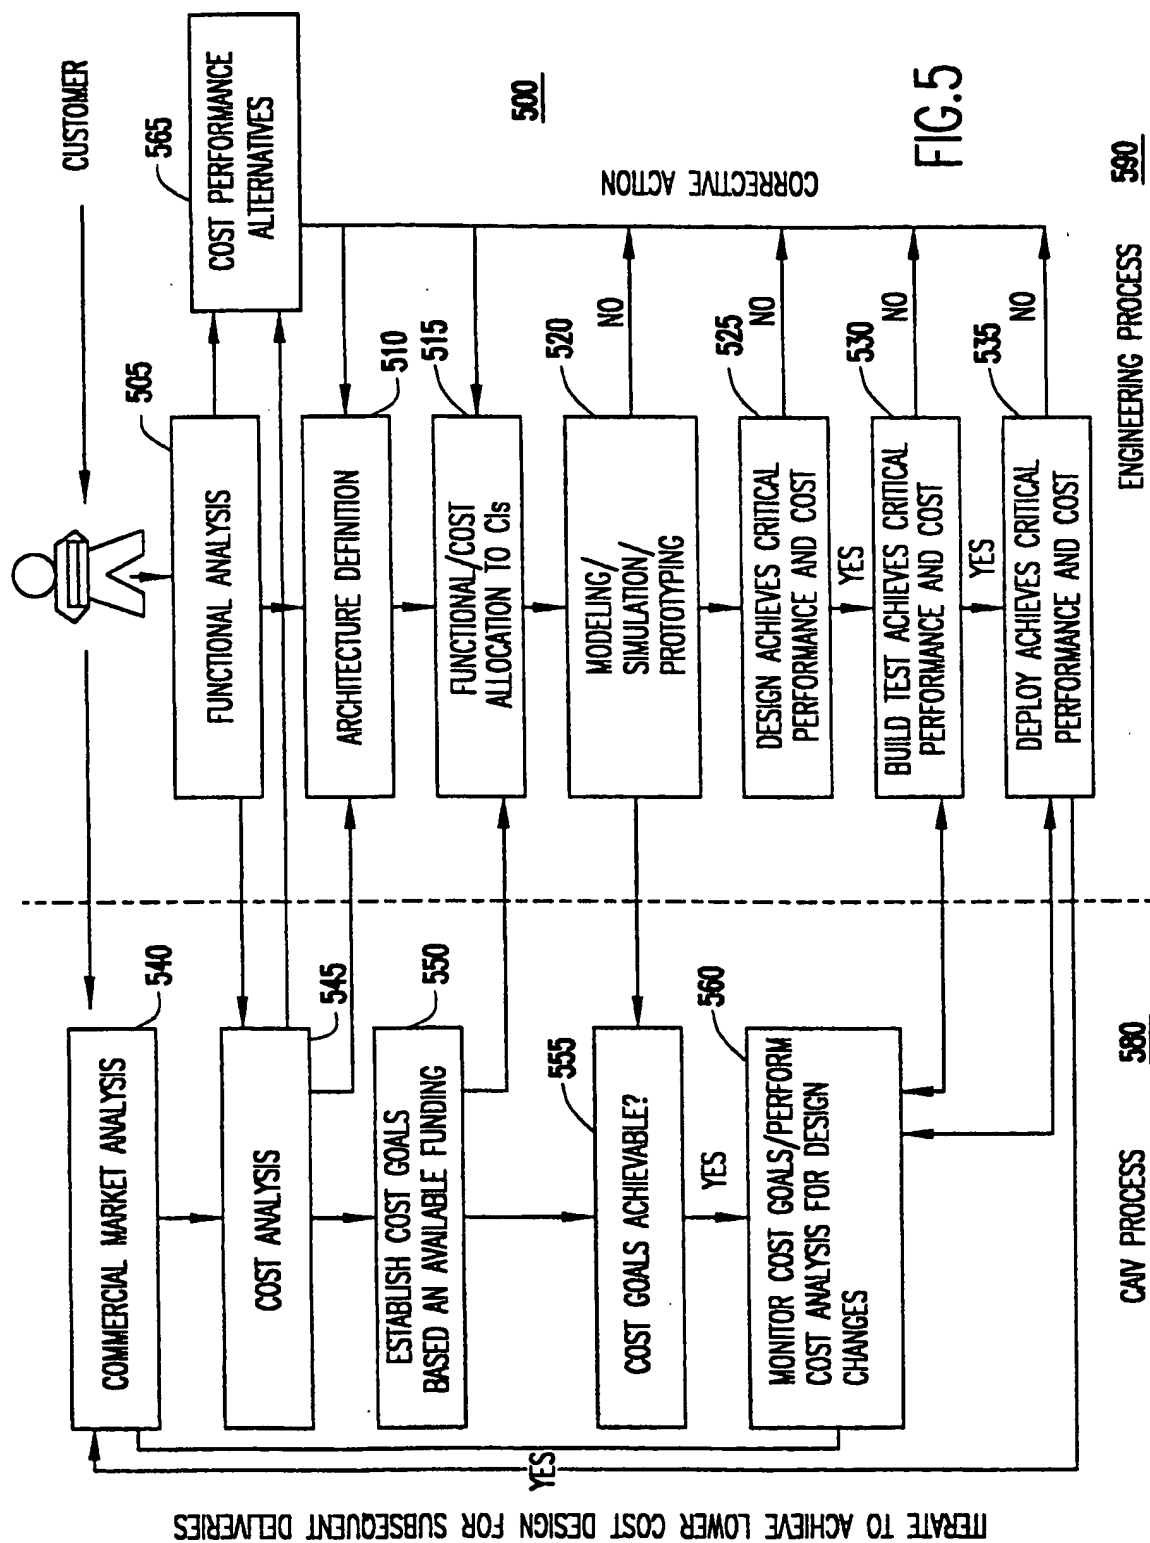 CUSTOMER
COMMERCIAL MARKET ANALYSIS
540
FUNCTIONAL ANALYSIS
505
COST PERFORMANCE
ALTERNATIVES
565
COST ANALYSIS
545
ARCHITECTURE DEFINITION
510
ESTABLISH COST GOALS
BASED AN AVAILABLE FUNDING
550
FUNCTIONAL/COST
ALLOCATION TO CIs
515
COST GOALS ACHIEVABLE?
555
MODELING/
SIMULATION/
PROTOTYPING
520
NO
YES
MONITOR COST GOALS/PERFORM
COST ANALYSIS FOR DESIGN
CHANGES
560
DESIGN ACHIEVES CRITICAL
PERFORMANCE AND COST
525
NO
YES
BUILD TEST ACHIEVES CRITICAL
PERFORMANCE AND COST
530
NO
YES
DEPLOY ACHIEVES CRITICAL
PERFORMANCE AND COST
535
NO
YES
CORRECTIVE ACTION
ITERATE TO ACHIEVE LOWER COST DESIGN FOR SUBSEQUENT DELIVERIES
500
FIG.5
CAIV PROCESS
580
ENGINEERING PROCESS
590